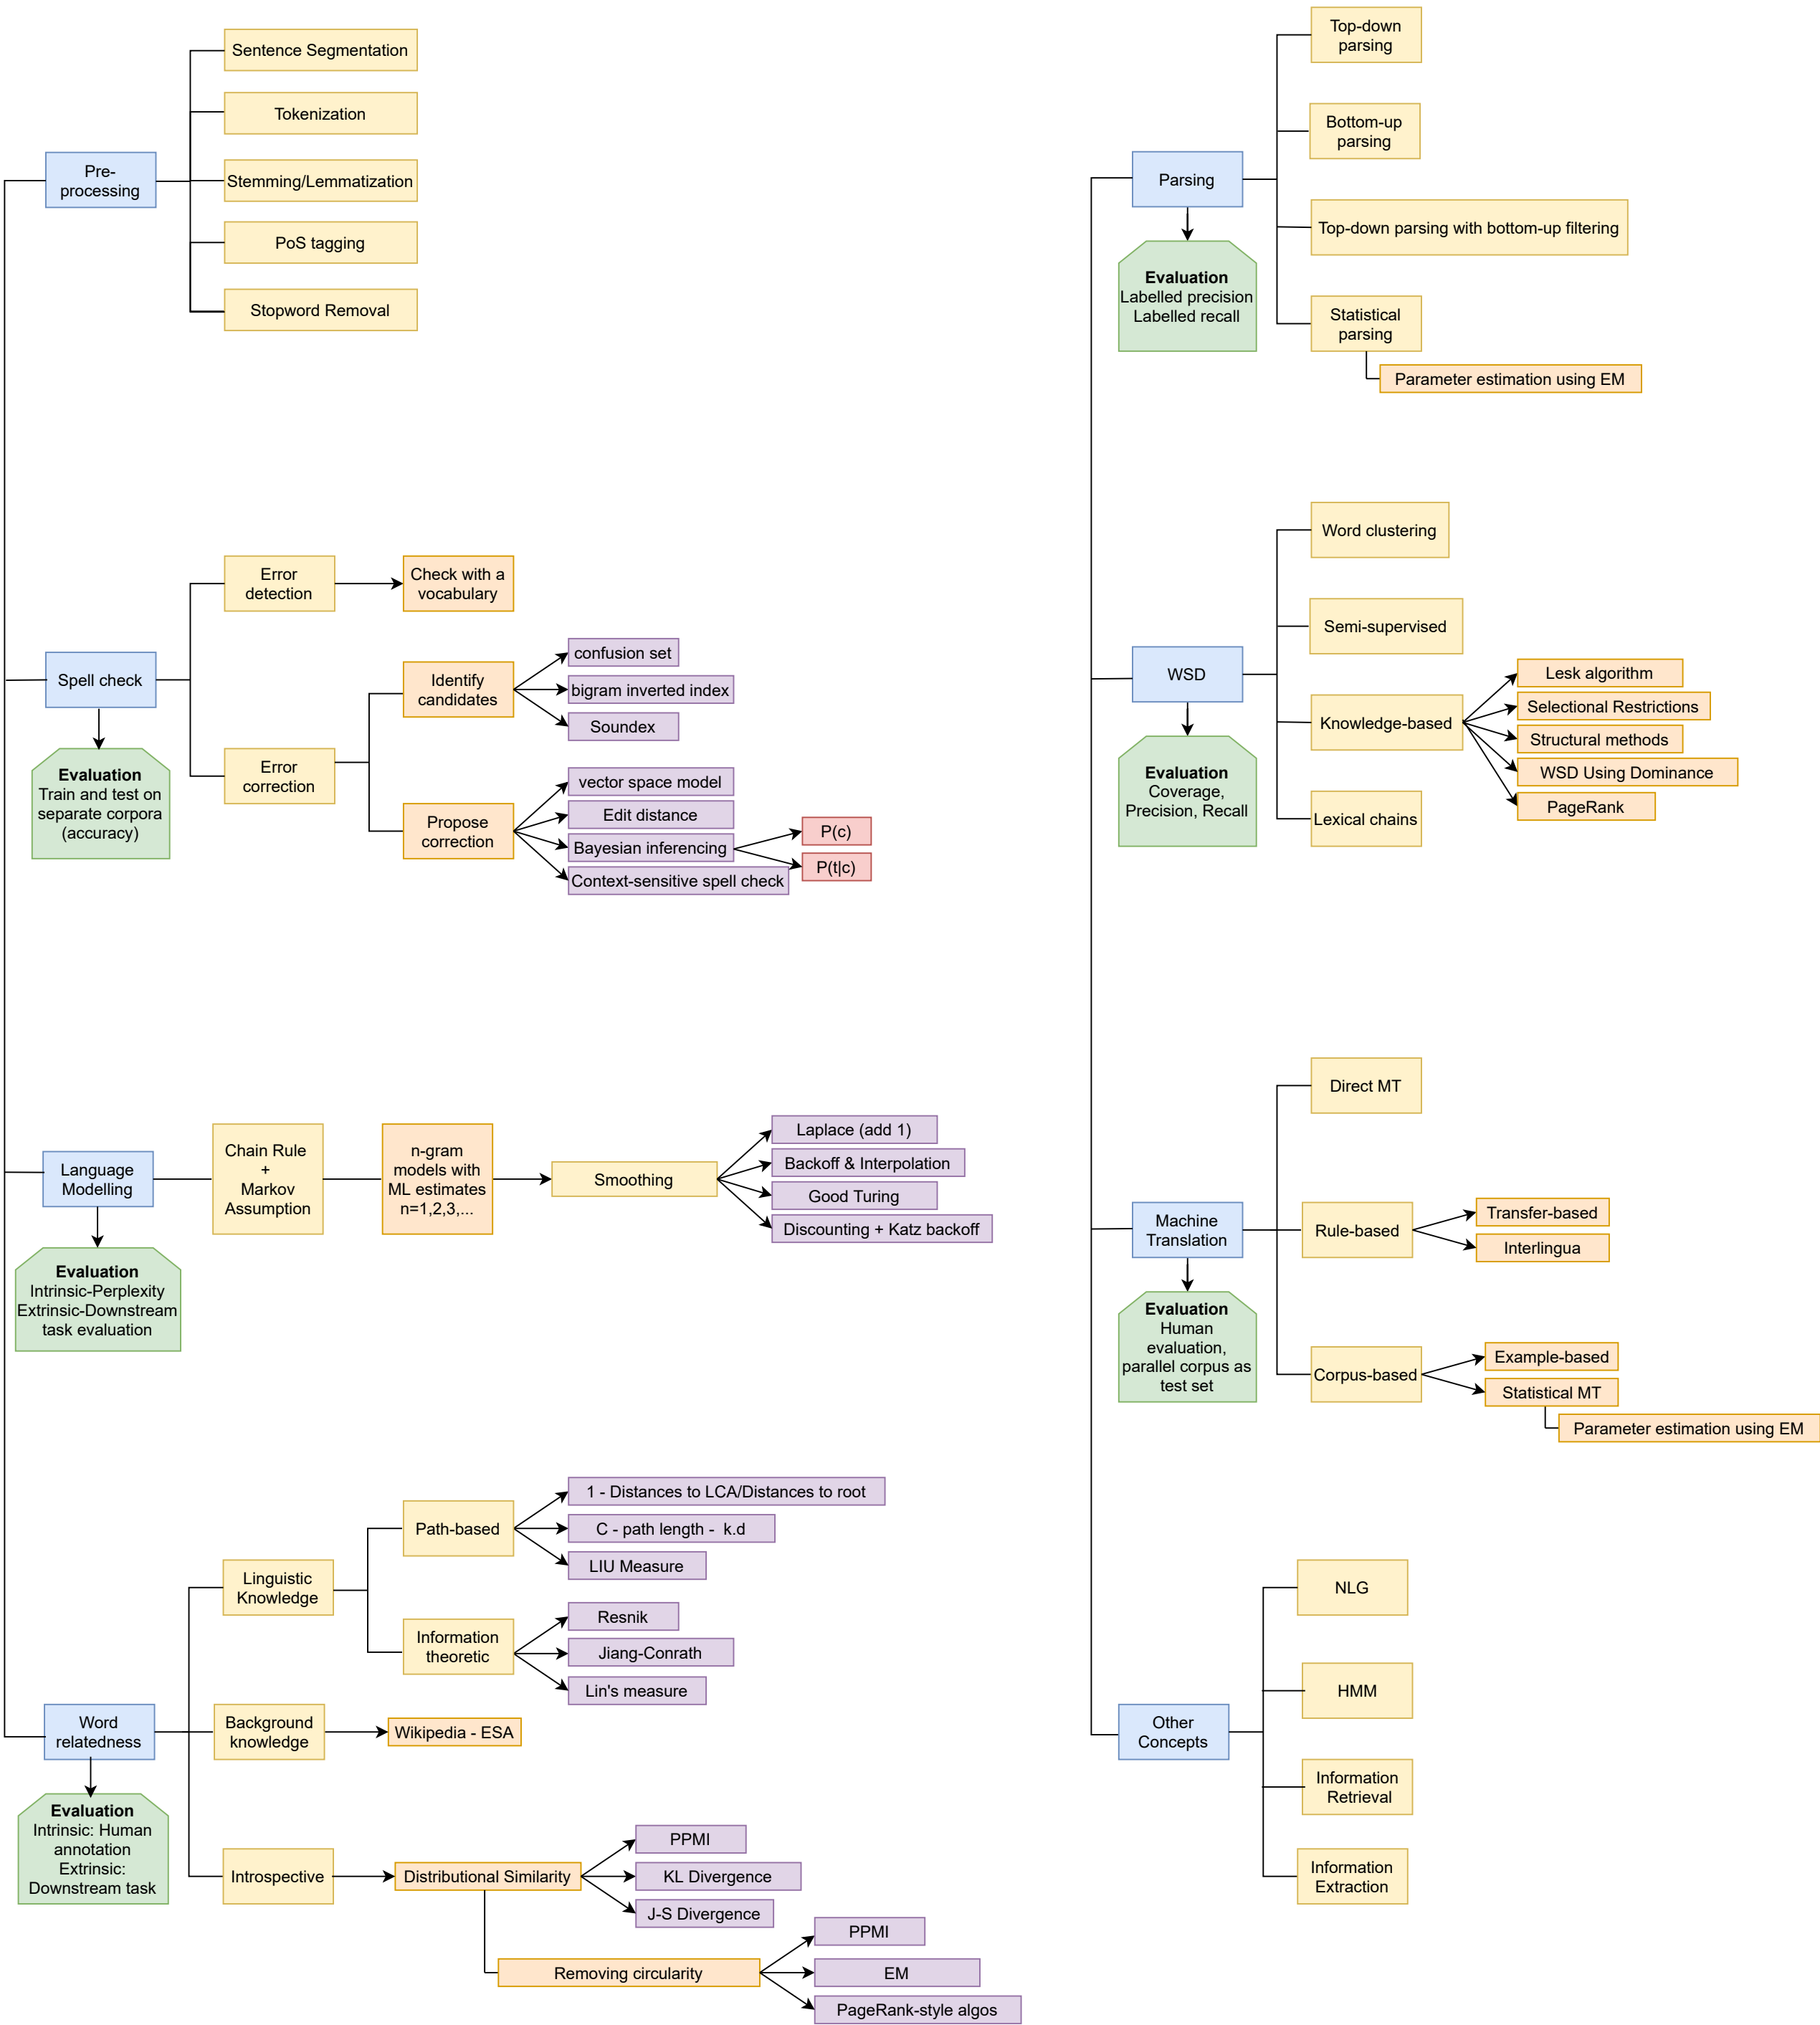 Pre-
processing
Sentence Segmentation
Tokenization
Stemming/Lemmatization
PoS tagging
Stopword Removal
Spell check
Evaluation
Train and test on
separate corpora
(accuracy)
Error
detection
Check with a
vocabulary
Error
correction
Identify
candidates
confusion set
bigram inverted index
Soundex
Propose
correction
vector space model
Edit distance
Bayesian inferencing
Context-sensitive spell check
P(c)
P(t|c)
Language
Modelling
Evaluation
Intrinsic-Perplexity
Extrinsic-Downstream
task evaluation
Chain Rule
+
Markov
Assumption
n-gram
models with
ML estimates
n=1,2,3,...
Smoothing
Laplace (add 1)
Backoff & Interpolation
Good Turing
Discounting + Katz backoff
Word
relatedness
Evaluation
Intrinsic: Human
annotation
Extrinsic:
Downstream task
Linguistic
Knowledge
Path-based
1 - Distances to LCA/Distances to root
C - path length - k.d
LIU Measure
Information
theoretic
Resnik
Jiang-Conrath
Lin's measure
Background
knowledge
Wikipedia - ESA
Introspective
Distributional Similarity
PPMI
KL Divergence
J-S Divergence
Removing circularity
PPMI
EM
PageRank-style algos
Parsing
Evaluation
Labelled precision
Labelled recall
Top-down
parsing
Bottom-up
parsing
Top-down parsing with bottom-up filtering
Statistical
parsing
Parameter estimation using EM
WSD
Evaluation
Coverage,
Precision, Recall
Word clustering
Semi-supervised
Knowledge-based
Lesk algorithm
Selectional Restrictions
Structural methods
WSD Using Dominance
PageRank
Lexical chains
Machine
Translation
Evaluation
Human
evaluation,
parallel corpus as
test set
Direct MT
Rule-based
Transfer-based
Interlingua
Corpus-based
Example-based
Statistical MT
Parameter estimation using EM
Other
Concepts
NLG
HMM
Information
Retrieval
Information
Extraction